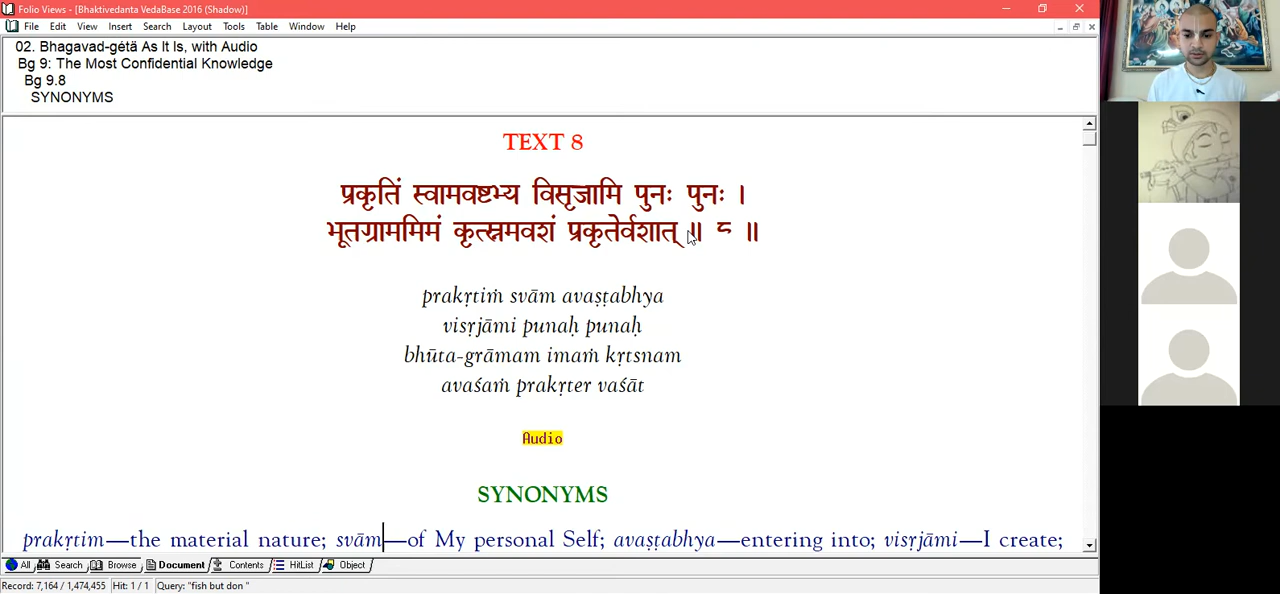 Folio Views - [Bhaktivedanta VedaBase 2016 (Shadow)]
File Edit View Insert Search Layout Tools Table Window Help
02. Bhagavad-gétä As It Is, with Audio
Bg 9: The Most Confidential Knowledge
Bg 9.8
SYNONYMS
TEXT 8
प्रकृतिं स्वामवष्टभ्य विसृजामि पुनः पुनः ।
भूतग्राममिमं कृत्स्नमवशं प्रकृतेर्वशात् ॥ ८ ॥
prakṛtiṁ svām avaṣṭabhya
visṛjāmi punaḥ punaḥ
bhūta-grāmam imaṁ kṛtsnam
avaśaṁ prakṛter vaśāt
Audio
SYNONYMS
prakṛtim—the material nature; svām—of My personal Self; avaṣṭabhya—entering into; visṛjāmi—I create;
All Search Browse Document Contents HitList Object
Record: 7,164 / 1,474,455 Hit: 1 / 1 Query: "fish but don "